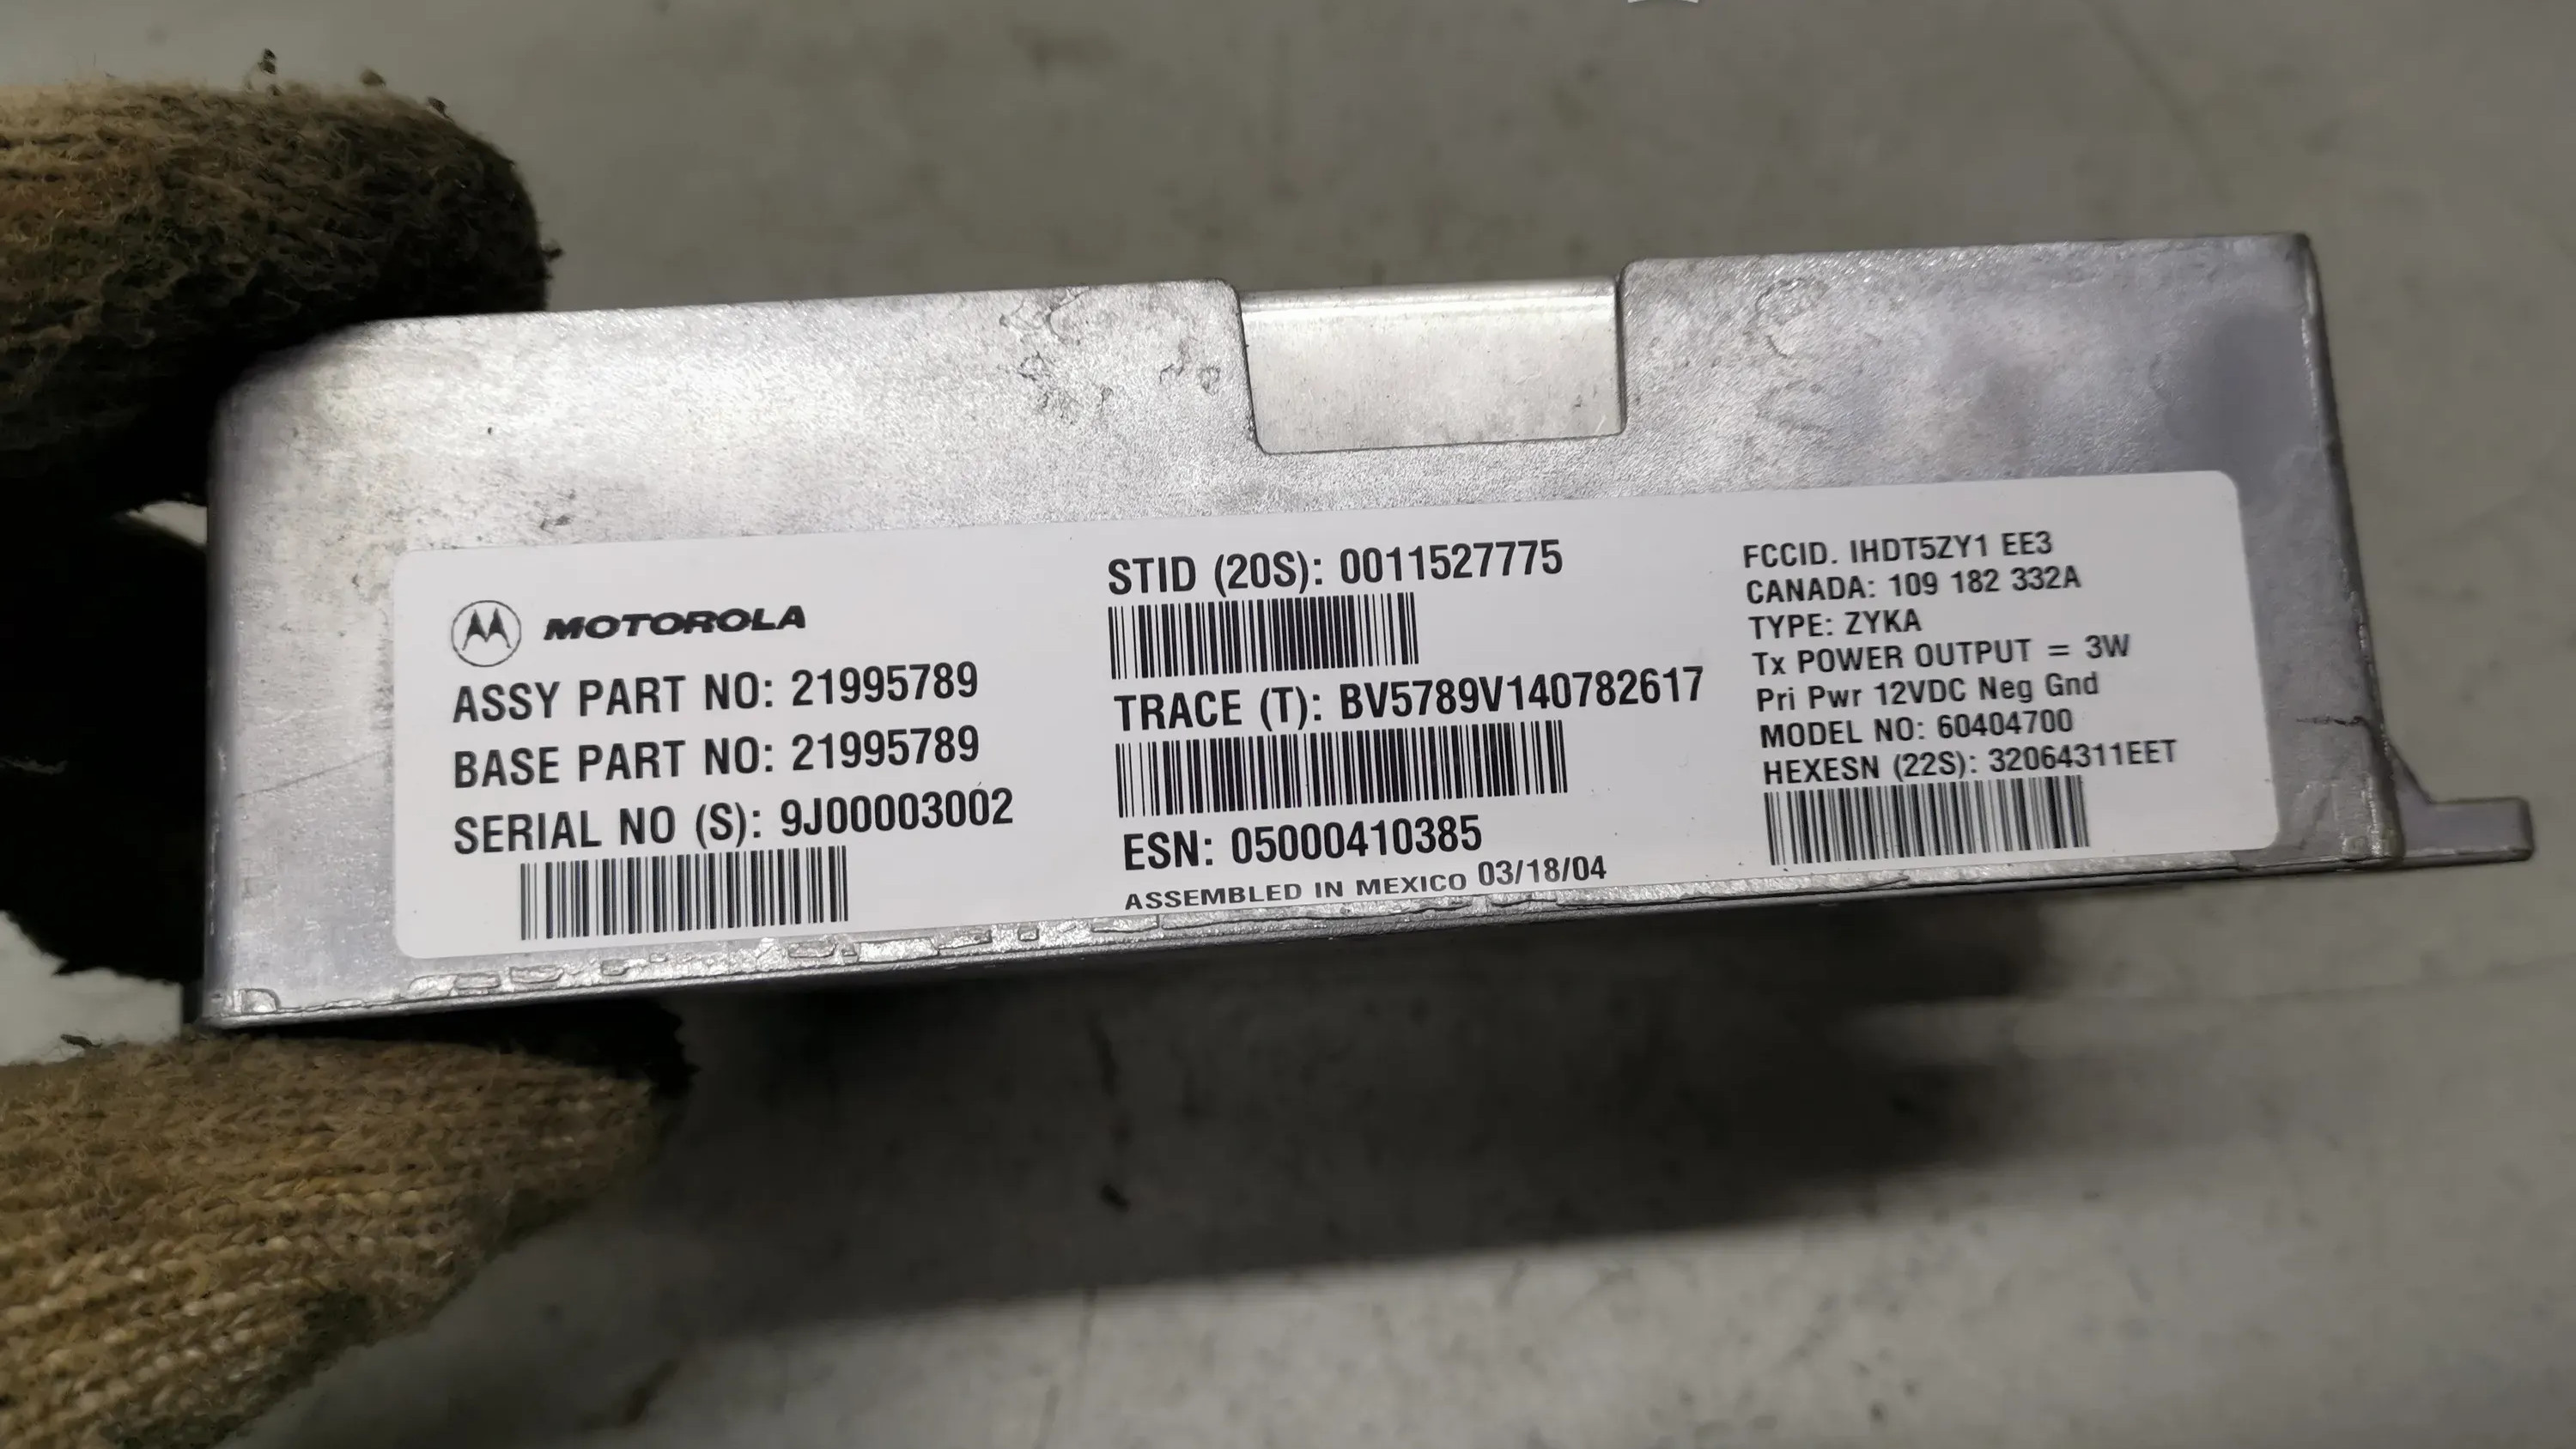 MOTOROLA
ASSY PART NO: 21995789
BASE PART NO: 21995789
SERIAL NO (S): 9J00003002
STID (20S): 0011527775
TRACE (T): BV5789V140782617
ESN: 05000410385
ASSEMBLED IN MEXICO 03/18/04
FCCID. IHDT5ZY1 EE3
CANADA: 109 182 332A
TYPE: ZYKA
Tx POWER OUTPUT = 3W
Pri Pwr 12VDC Neg Gnd
MODEL NO: 60404700
HEXESN (22S): 32064311EET